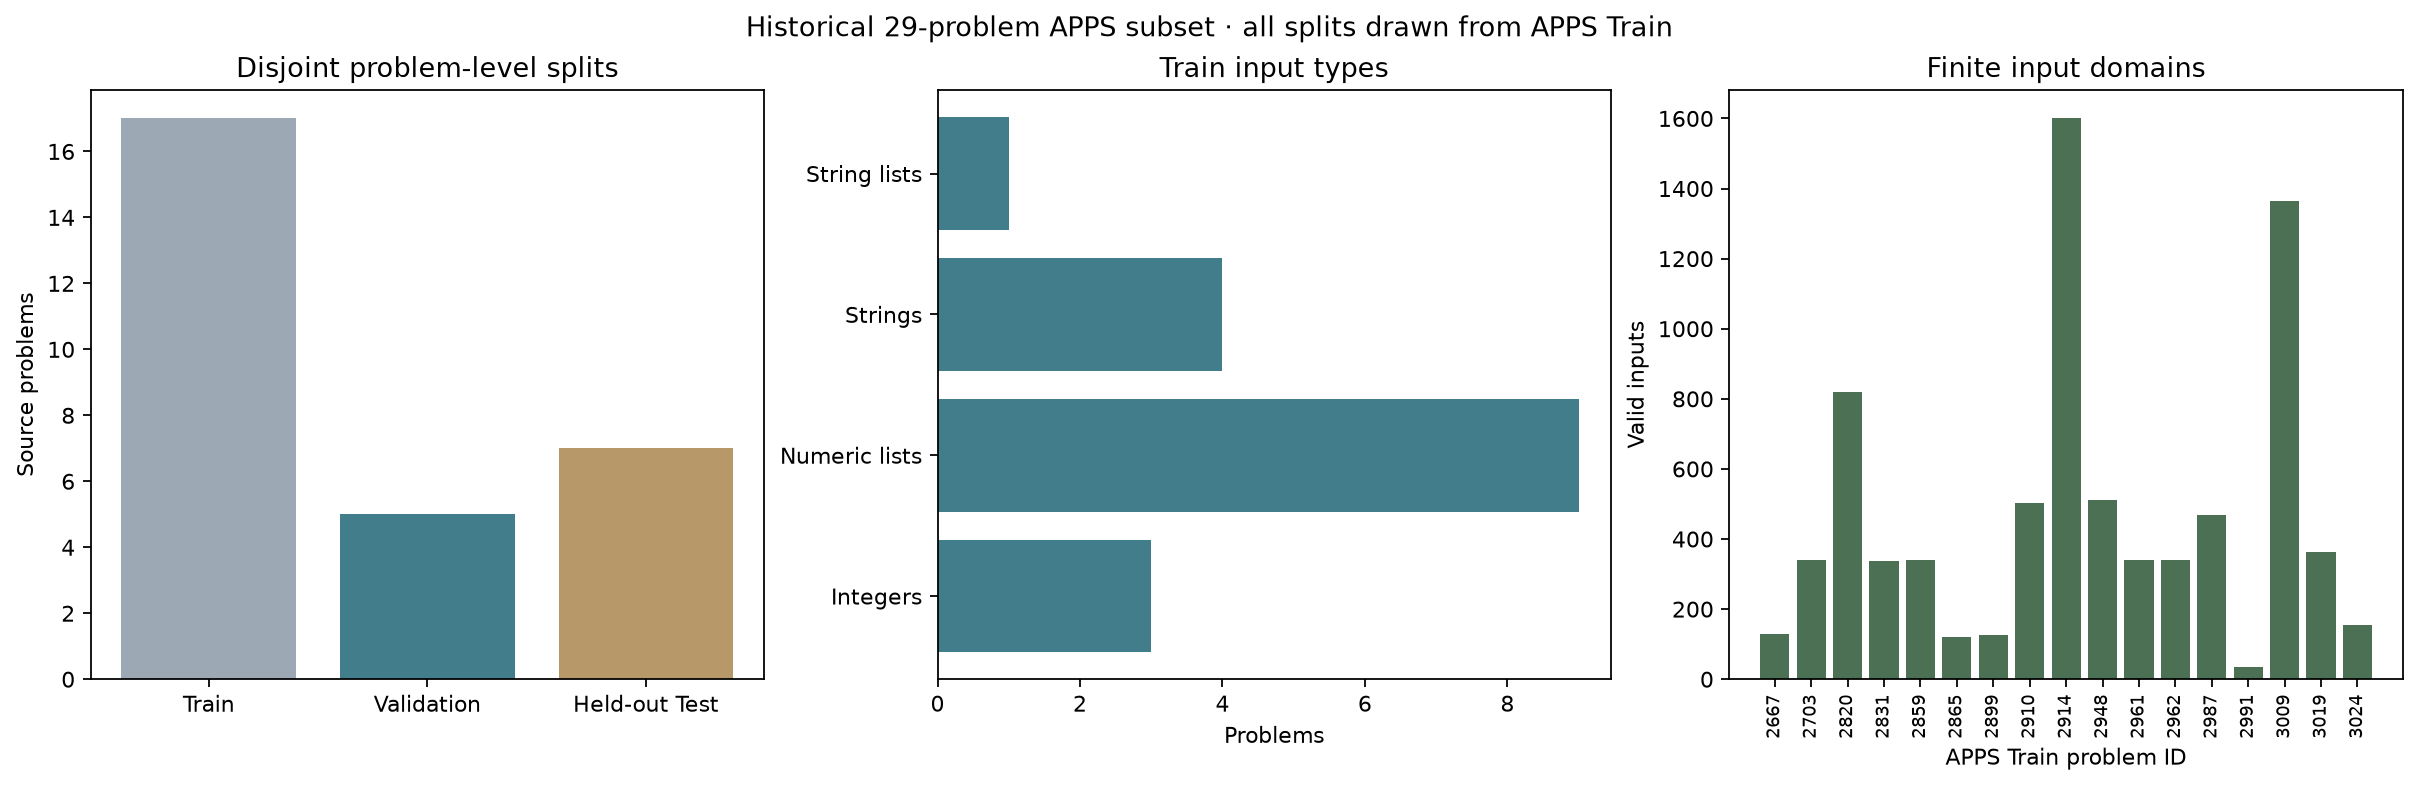 Historical 29-problem APPS subset · all splits drawn from APPS Train
Disjoint problem-level splits
Source problems
16
14
12
10
8
6
4
2
0
Train
Validation
Held-out Test
Train input types
String lists
Strings
Numeric lists
Integers
0
2
4
6
8
Problems
Finite input domains
Valid inputs
1600
1400
1200
1000
800
600
400
200
0
2667
2703
2820
2831
2859
2865
2899
2910
2914
2948
2961
2962
2987
2991
3009
3019
3024
APPS Train problem ID